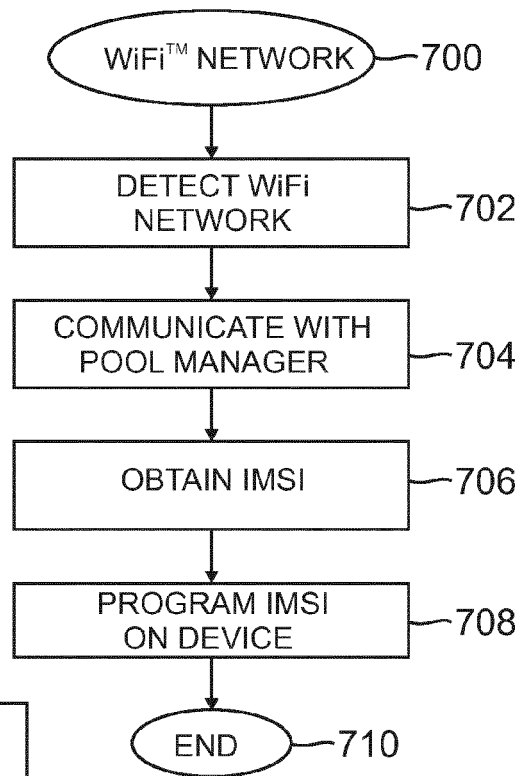 WiFi™ NETWORK 700
DETECT WiFi
NETWORK 702
COMMUNICATE WITH
POOL MANAGER 704
OBTAIN IMSI 706
PROGRAM IMSI
ON DEVICE 708
END 710